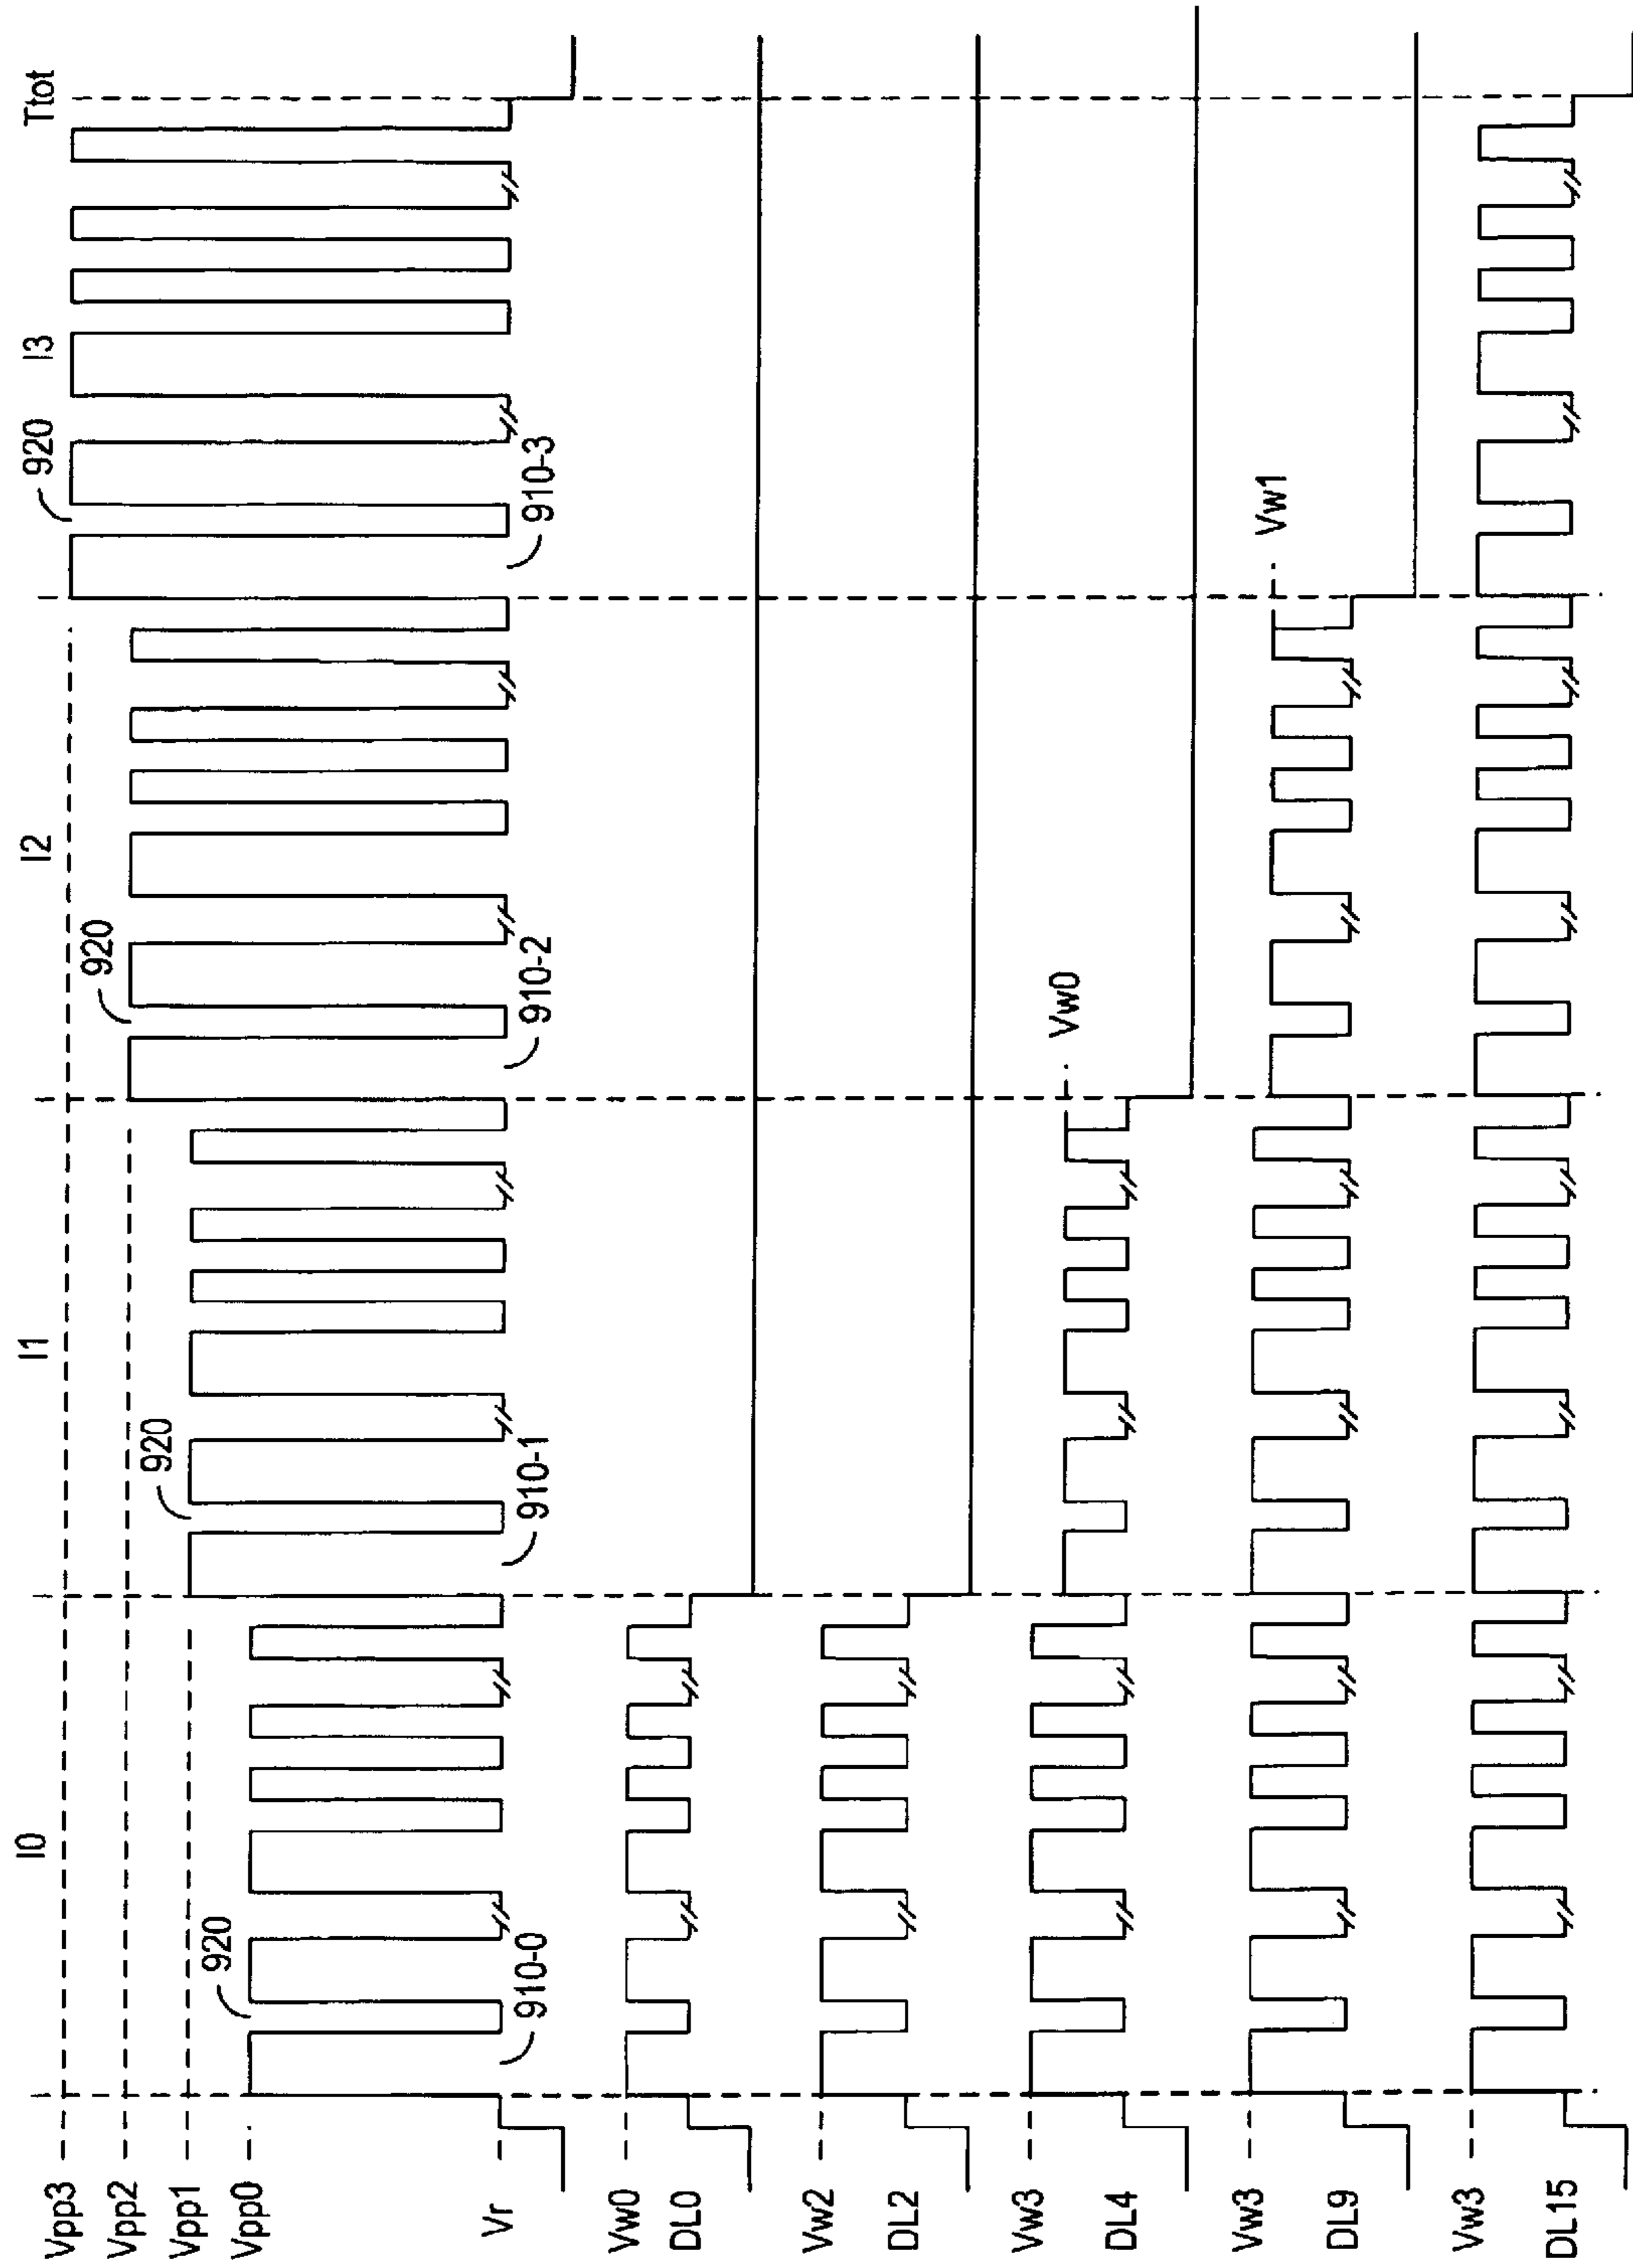 I0
I1
I2
I3
Ttot
Vpp3
Vpp2
Vpp1
Vpp0
920
920
920
920
Vr
910-0
910-1
910-2
910-3
Vw0
DL0
Vw2
DL2
Vw3
Vw0
DL4
Vw3
Vw1
DL9
Vw3
DL15